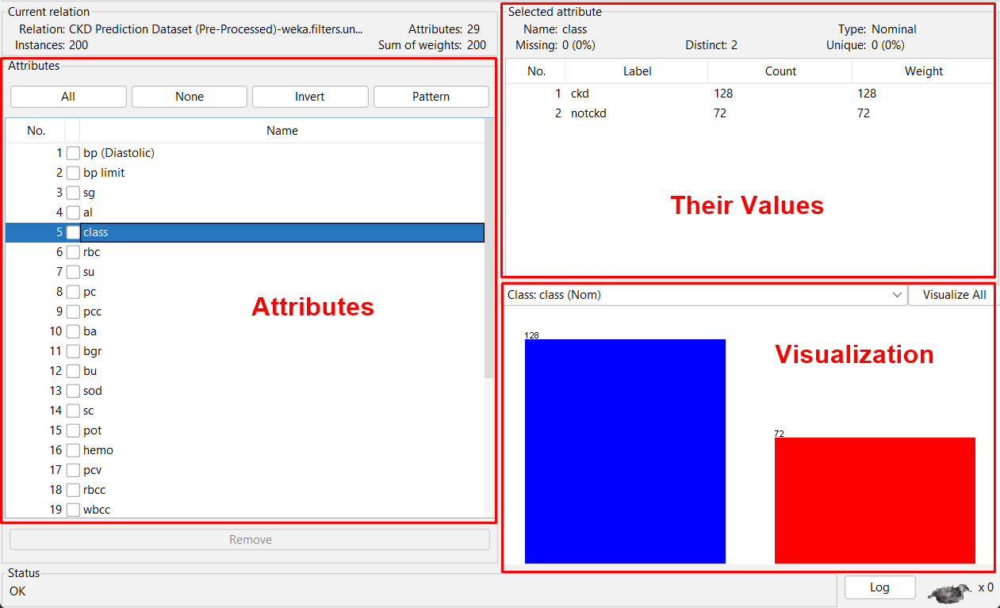 Current relation
Relation: CKD Prediction Dataset (Pre-Processed)-weka.filters.un... Attributes: 29
Instances: 200 Sum of weights: 200
Attributes
All None Invert Pattern
No. Name
1 bp (Diastolic)
2 bp limit
3 sg
4 al
5 class
6 rbc
7 su
8 pc
9 pcc
10 ba
11 bgr
12 bu
13 sod
14 sc
15 pot
16 hemo
17 pcv
18 rbcc
19 wbcc
Attributes
Remove
Status
OK
Selected attribute
Name: class Type: Nominal
Missing: 0 (0%) Distinct: 2 Unique: 0 (0%)
No. Label Count Weight
1 ckd 128 128
2 notckd 72 72
Their Values
Class: class (Nom) Visualize All
128
Visualization
72
Log x 0